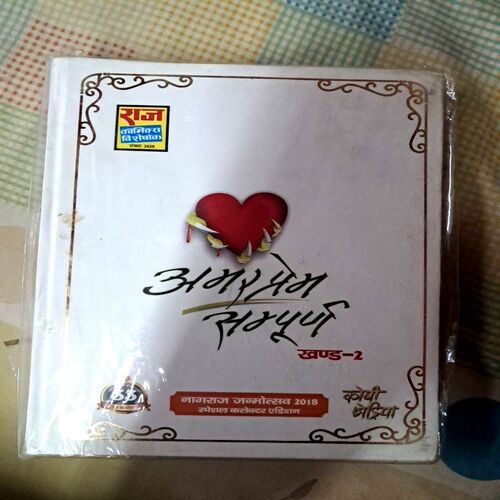 राज
कॉमिक्स
विशेषांक
अमर प्रेम
सम्पूर्ण
खण्ड-2
नागराज जन्मोत्सव 2018
स्पेशल कलेक्टर एडिशन
कोबी
भेड़िया